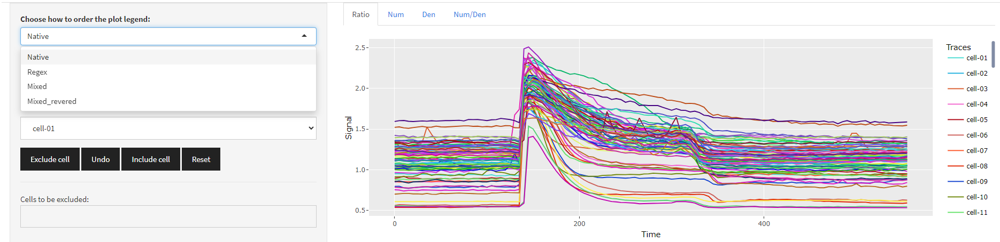 Choose how to order the plot legend:
Native
Native
Regex
Mixed
Mixed_revered
cell-01
Exclude cell
Undo
Include cell
Reset
Cells to be excluded:
Ratio
Num
Den
Num/Den
Signal
2.5
2.0
1.5
1.0
0.5
0
200
400
Time
Traces
cell-01
cell-02
cell-03
cell-04
cell-05
cell-06
cell-07
cell-08
cell-09
cell-10
cell-11